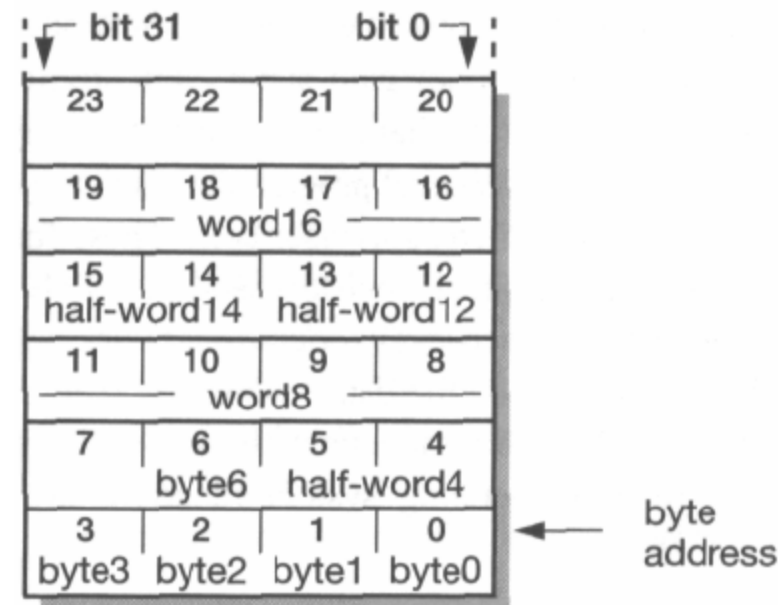 bit 31 bit 0
23 22 21 20
19 18 17 16
word16
15 14 13 12
half-word14 half-word12
11 10 9 8
word8
7 6 5 4
byte6 half-word4
3 2 1 0
byte3 byte2 byte1 byte0
byte
address